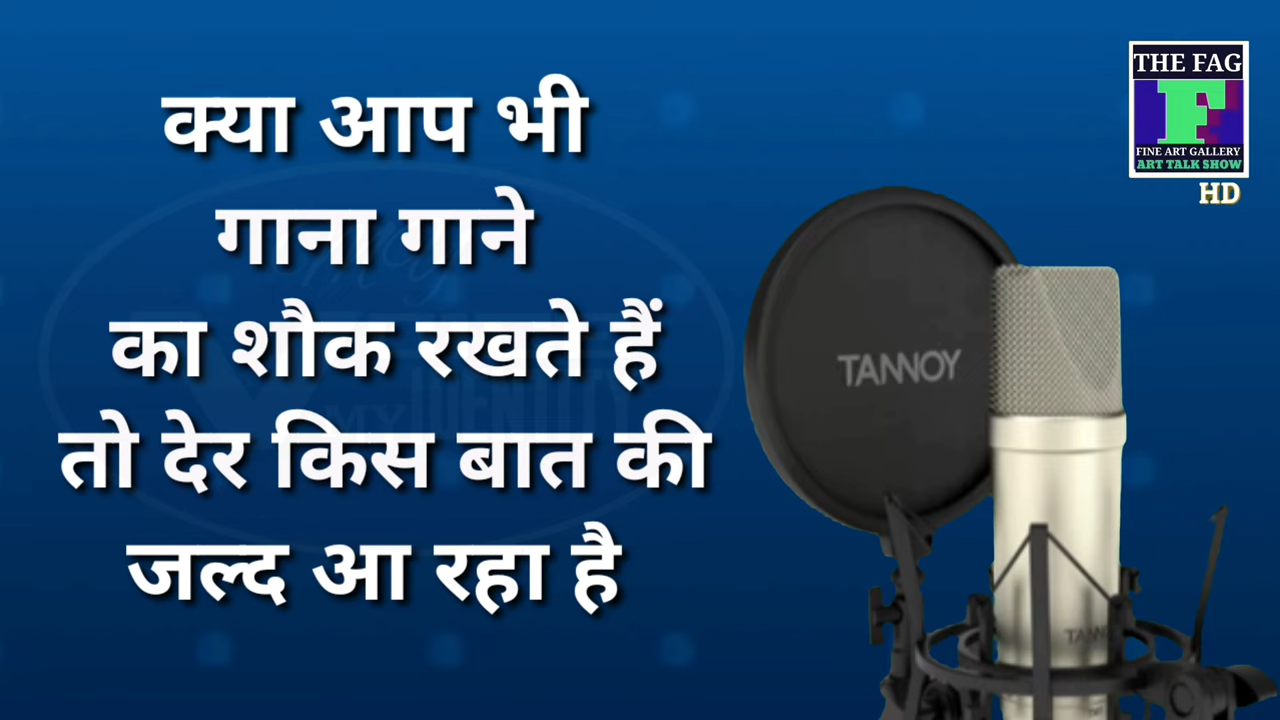 क्या आप भी
गाना गाने
का शौक रखते हैं
तो देर किस बात की
जल्द आ रहा है
THE FAG
F
FINE ART GALLERY
ART TALK SHOW
HD
TANNOY